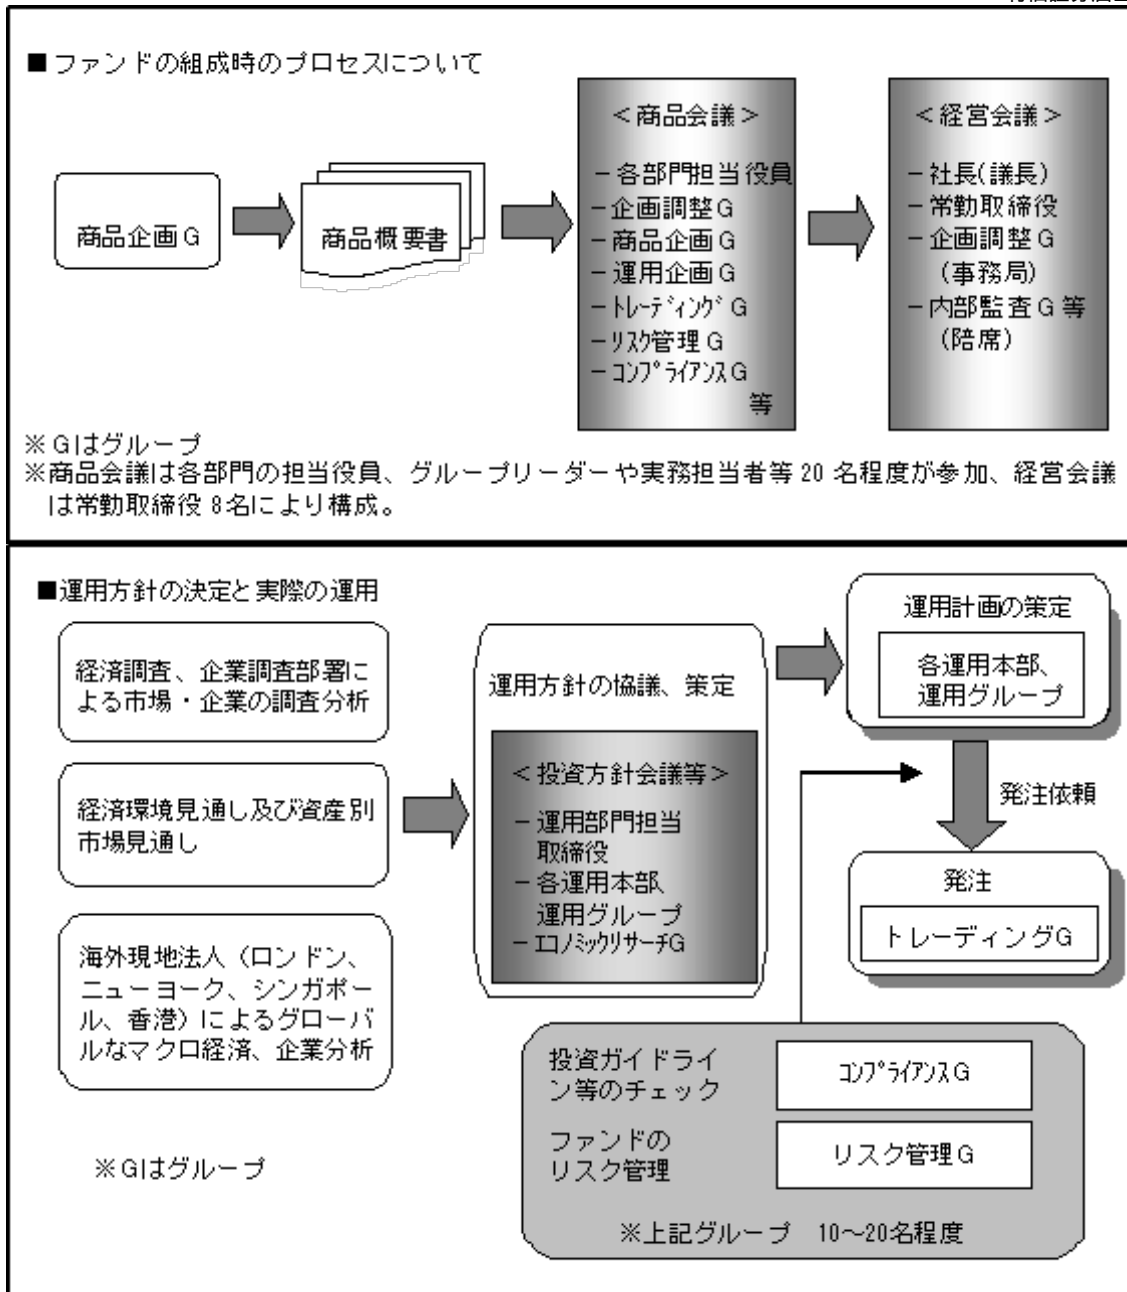 ■ファンドの組成時のプロセスについて
商品企画G
商品概要書
＜商品会議＞
－各部門担当役員
－企画調整G
－商品企画G
－運用企画G
－ﾄﾚｰﾃﾞｨﾝｸﾞG
－ﾘｽｸ管理G
－ｺﾝﾌﾟﾗｲｱﾝｽG
等
＜経営会議＞
－社長(議長)
－常勤取締役
－企画調整G
(事務局)
－内部監査G等
(陪席)
※Gはグループ
※商品会議は各部門の担当役員、グループリーダーや実務担当者等20名程度が参加、経営会議
は常勤取締役8名により構成。
■運用方針の決定と実際の運用
経済調査、企業調査部署に
よる市場・企業の調査分析
経済環境見通し及び資産別
市場見通し
海外現地法人（ロンドン、
ニューヨーク、シンガポー
ル、香港）によるグローバ
ルなマクロ経済、企業分析
※Gはグループ
運用方針の協議、策定
＜投資方針会議等＞
－運用部門担当
取締役
－各運用本部、
運用グループ
－ｴｺﾉﾐｯｸﾘｻｰﾁG
運用計画の策定
各運用本部、
運用グループ
発注依頼
発注
トレーディングG
投資ガイドライ
ン等のチェック
ｺﾝﾌﾟﾗｲｱﾝｽG
ファンドの
リスク管理
リスク管理G
※上記グループ　10～20名程度